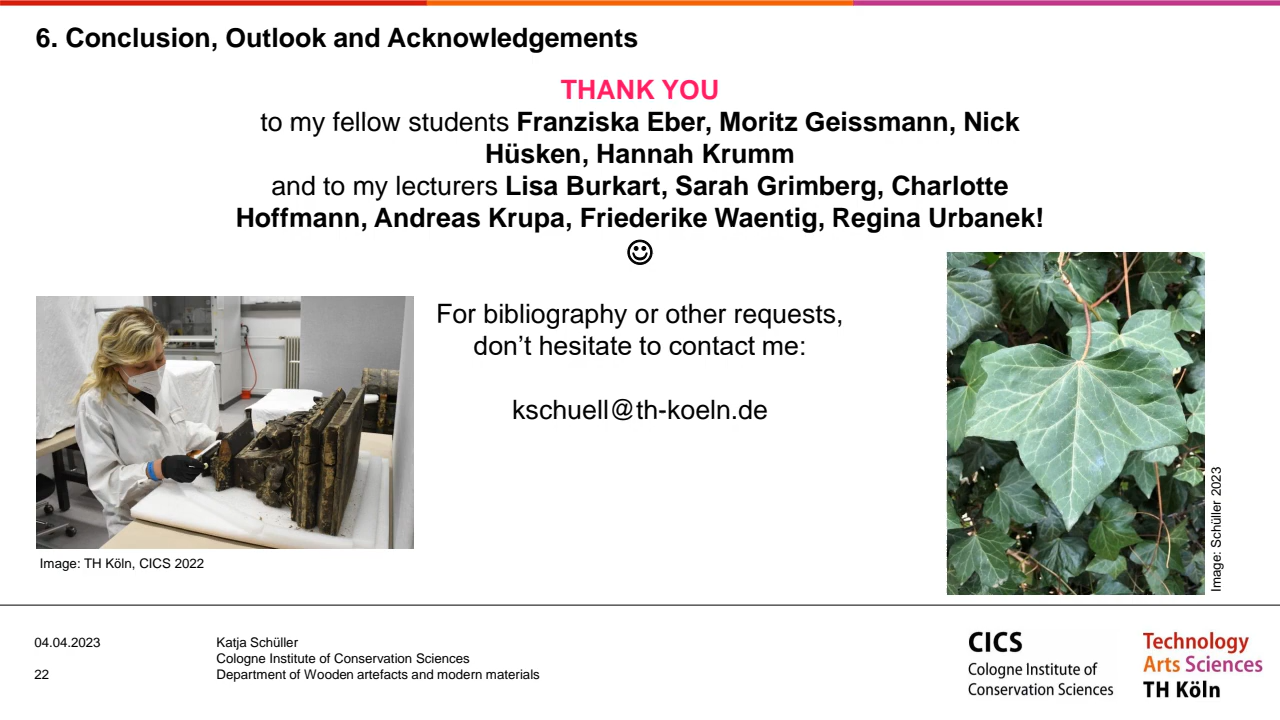 6. Conclusion, Outlook and Acknowledgements
THANK YOU
to my fellow students Franziska Eber, Moritz Geissmann, Nick
Hüsken, Hannah Krumm
and to my lecturers Lisa Burkart, Sarah Grimberg, Charlotte
Hoffmann, Andreas Krupa, Friederike Waentig, Regina Urbanek!
☺
For bibliography or other requests,
don’t hesitate to contact me:
kschuell@th-koeln.de
Image: TH Köln, CICS 2022
Image: Schüller 2023
04.04.2023
22
Katja Schüller
Cologne Institute of Conservation Sciences
Department of Wooden artefacts and modern materials
CICS
Cologne Institute of
Conservation Sciences
Technology
Arts Sciences
TH Köln